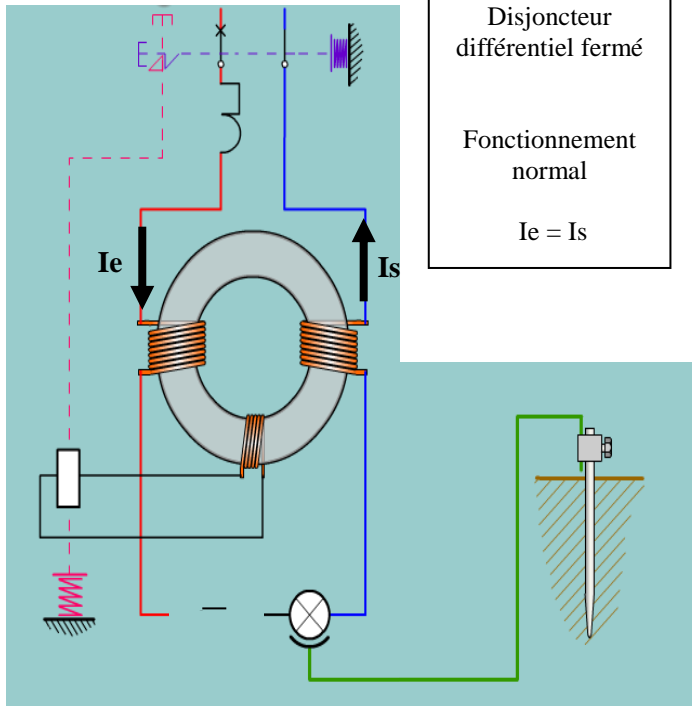 Disjoncteur
différentiel fermé
Fonctionnement
normal
Ie = Is
Ie
Is